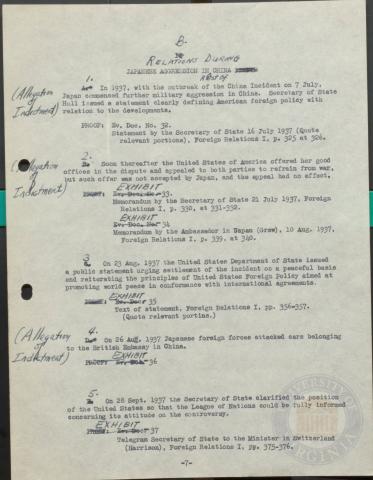 B.
RELATIONS DURING
JAPANESE AGGRESSION IN CHINA
REST OF
1.
(Allegation of Indictment)
In 1937, with the outbreak of the China Incident on 7 July,
Japan commenced further military aggression in China. Secretary of State
Hull issued a statement clearly defining American foreign policy with
relation to the developments.
PROOF: Ev. Doc. No. 32.
Statement by the Secretary of State 16 July 1937 (Quote
relevant portions), Foreign Relations I, p. 325 at 326.
2.
(Allegation of Indictment)
Soon thereafter the United States of America offered her good
offices in the dispute and appealed to both parties to refrain from war,
but such offer was not accepted by Japan, and the appeal had no effect.
EXHIBIT
PROOF: Ev. Doc. No. 33.
Memorandum by the Secretary of State 21 July 1937, Foreign
Relations I, p. 330, at 331-332.
EXHIBIT
Ev. Doc. No. 34
Memorandum by the Ambassador in Japan (Grew), 10 Aug. 1937,
Foreign Relations I, p. 339. at 340.
3
On 23 Aug. 1937 the United States Department of State issued
a public statement urging settlement of the incident on a peaceful basis
and reiterating the principles of United States Foreign Policy aimed at
promoting world peace in conformance with international agreements.
EXHIBIT
PROOF: Ev. Doc. 35
Text of statement, Foreign Relations I, pp. 356-357.
(Quote relevant portins.)
4.
(Allegation of Indictment)
On 26 Aug. 1937 Japanese foreign forces attacked cars belonging
to the British Embassy in China.
EXHIBIT
PROOF: Ev. Doc. 36
5.
On 28 Sept. 1937 the Secretary of State clarified the position
of the United States so that the League of Nations could be fully informed
concerning its attitude on the controversy.
EXHIBIT
PROOF: Ev. Doc. 37
Telegram Secretary of State to the Minister in Switzerland
(Harrison), Foreign Relations I, pp. 375-376.
-7-